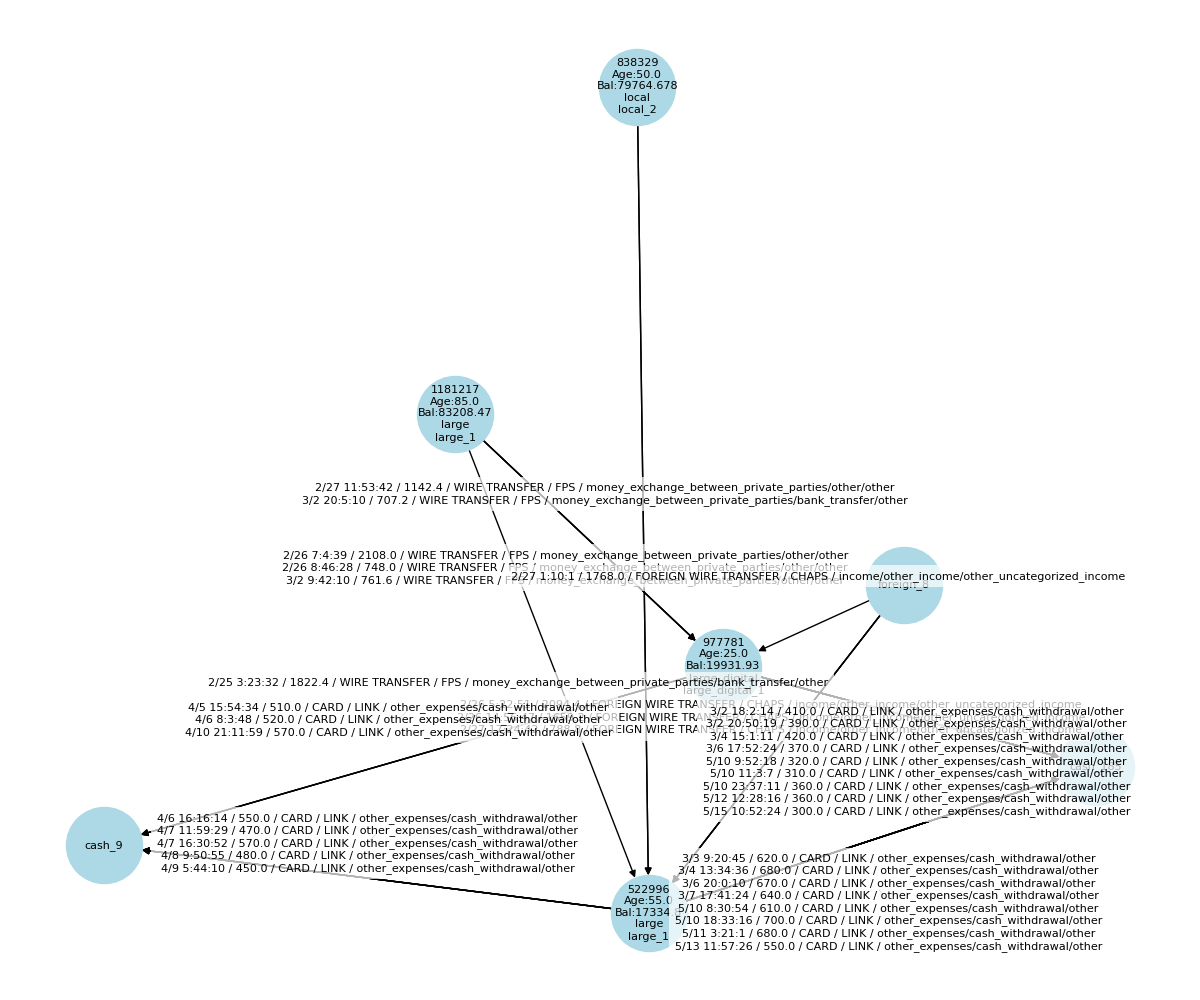 838329
Age:50.0
Bal:79764.678
local
local_2
1181217
Age:85.0
Bal:83208.47
large
large_1
2/27 11:53:42 / 1142.4 / WIRE TRANSFER / FPS / money_exchange_between_private_parties/other/other
3/2 20:5:10 / 707.2 / WIRE TRANSFER / FPS / money_exchange_between_private_parties/bank_transfer/other
2/26 7:4:39 / 2108.0 / WIRE TRANSFER / FPS / money_exchange_between_private_parties/other/other
2/26 8:46:28 / 748.0 / WIRE TRANSFER / FPS / money_exchange_between_private_parties/other/other
3/2 9:42:10 / 761.6 / WIRE TRANSFER / FPS / money_exchange_between_private_parties/other/other
2/27 1:10:1 / 1768.0 / FOREIGN WIRE TRANSFER / CHAPS / income/other_income/other_uncategorized_income
foreign_8
977781
Age:25.0
Bal:19931.93
large_digital
large_digital_1
2/25 3:23:32 / 1822.4 / WIRE TRANSFER / FPS / money_exchange_between_private_parties/bank_transfer/other
FOREIGN WIRE TRANSFER / CHAPS / income/other_income/other_uncategorized_income
FOREIGN WIRE TRANSFER
FOREIGN WIRE TRANSFER / CHAPS
4/5 15:54:34 / 510.0 / CARD / LINK / other_expenses/cash_withdrawal/other
4/6 8:3:48 / 520.0 / CARD / LINK / other_expenses/cash_withdrawal/other
4/10 21:11:59 / 570.0 / CARD / LINK / other_expenses/cash_withdrawal/other
3/2 18:2:14 / 410.0 / CARD / LINK / other_expenses/cash_withdrawal/other
3/2 20:50:19 / 390.0 / CARD / LINK / other_expenses/cash_withdrawal/other
3/4 15:1:11 / 420.0 / CARD / LINK / other_expenses/cash_withdrawal/other
3/6 17:52:24 / 370.0 / CARD / LINK / other_expenses/cash_withdrawal/other
5/10 9:52:18 / 320.0 / CARD / LINK / other_expenses/cash_withdrawal/other
5/10 11:3:7 / 310.0 / CARD / LINK / other_expenses/cash_withdrawal/other
5/10 23:37:11 / 360.0 / CARD / LINK / other_expenses/cash_withdrawal/other
5/12 12:28:16 / 360.0 / CARD / LINK / other_expenses/cash_withdrawal/other
5/15 10:52:24 / 300.0 / CARD / LINK / other_expenses/cash_withdrawal/other
cash_9
4/6 16:16:14 / 550.0 / CARD / LINK / other_expenses/cash_withdrawal/other
4/7 11:59:29 / 470.0 / CARD / LINK / other_expenses/cash_withdrawal/other
4/7 16:30:52 / 570.0 / CARD / LINK / other_expenses/cash_withdrawal/other
4/8 9:50:55 / 480.0 / CARD / LINK / other_expenses/cash_withdrawal/other
4/9 5:44:10 / 450.0 / CARD / LINK / other_expenses/cash_withdrawal/other
522996
Age:55.0
Bal:17334
large
large_1
3/3 9:20:45 / 620.0 / CARD / LINK / other_expenses/cash_withdrawal/other
3/4 13:34:36 / 680.0 / CARD / LINK / other_expenses/cash_withdrawal/other
3/6 20:0:10 / 670.0 / CARD / LINK / other_expenses/cash_withdrawal/other
3/7 17:41:24 / 640.0 / CARD / LINK / other_expenses/cash_withdrawal/other
5/10 8:30:54 / 610.0 / CARD / LINK / other_expenses/cash_withdrawal/other
5/10 18:33:16 / 700.0 / CARD / LINK / other_expenses/cash_withdrawal/other
5/11 3:21:1 / 680.0 / CARD / LINK / other_expenses/cash_withdrawal/other
5/13 11:57:26 / 550.0 / CARD / LINK / other_expenses/cash_withdrawal/other